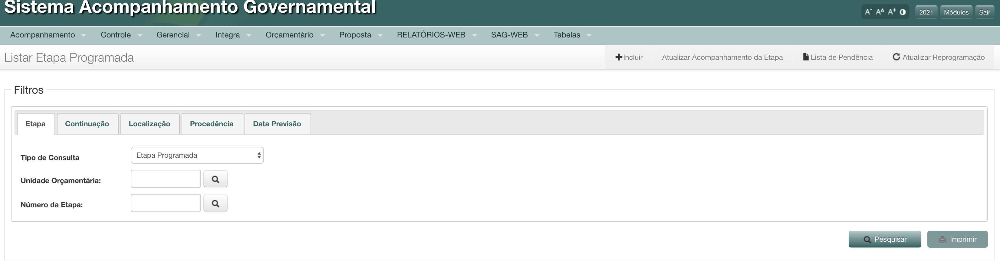 Sistema Acompanhamento Governamental
A- AA A+ 2021 Módulos Sair
Acompanhamento Controle Gerencial Integra Orçamentário Proposta RELATÓRIOS-WEB SAG-WEB Tabelas
Listar Etapa Programada Incluir Atualizar Acompanhamento da Etapa Lista de Pendência Atualizar Reprogramação
Filtros
Etapa Continuação Localização Procedência Data Previsão
Tipo de Consulta Etapa Programada
Unidade Orçamentária:
Número da Etapa:
Pesquisar Imprimir